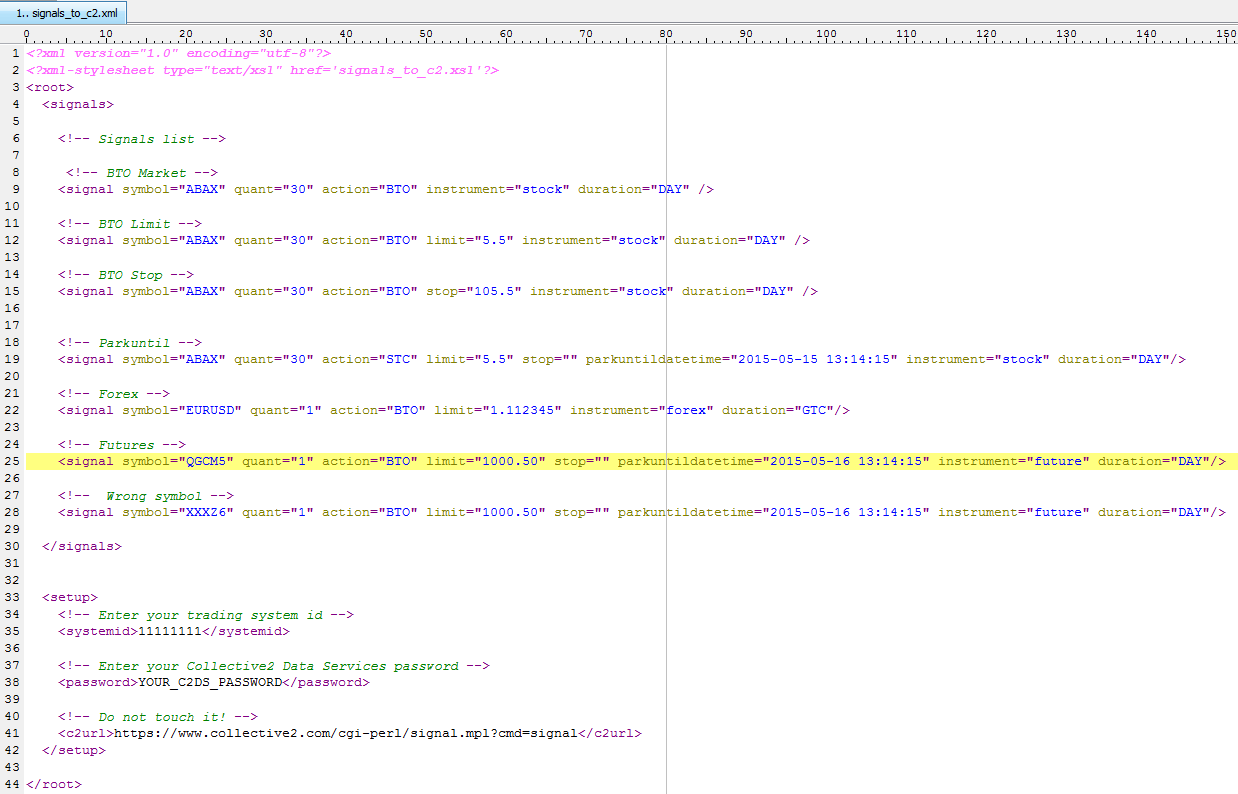 1.. signals_to_c2.xml
0 10 20 30 40 50 60 70 80 90 100 110 120 130 140 150
1 <?xml version="1.0" encoding="utf-8"?>
2 <?xml-stylesheet type="text/xsl" href='signals_to_c2.xsl'?>
3 <root>
4 <signals>
5
6 <!-- Signals list -->
7
8 <!-- BTO Market -->
9 <signal symbol="ABAX" quant="30" action="BTO" instrument="stock" duration="DAY" />
10
11 <!-- BTO Limit -->
12 <signal symbol="ABAX" quant="30" action="BTO" limit="5.5" instrument="stock" duration="DAY" />
13
14 <!-- BTO Stop -->
15 <signal symbol="ABAX" quant="30" action="BTO" stop="105.5" instrument="stock" duration="DAY" />
16
17
18 <!-- Parkuntil -->
19 <signal symbol="ABAX" quant="30" action="STC" limit="5.5" stop="" parkuntildatetime="2015-05-15 13:14:15" instrument="stock" duration="DAY"/>
20
21 <!-- Forex -->
22 <signal symbol="EURUSD" quant="1" action="BTO" limit="1.112345" instrument="forex" duration="GTC"/>
23
24 <!-- Futures -->
25 <signal symbol="QGCM5" quant="1" action="BTO" limit="1000.50" stop="" parkuntildatetime="2015-05-16 13:14:15" instrument="future" duration="DAY"/>
26
27 <!--  Wrong symbol -->
28 <signal symbol="XXXZ6" quant="1" action="BTO" limit="1000.50" stop="" parkuntildatetime="2015-05-16 13:14:15" instrument="future" duration="DAY"/>
29
30 </signals>
31
32
33 <setup>
34 <!-- Enter your trading system id -->
35 <systemid>11111111</systemid>
36
37 <!-- Enter your Collective2 Data Services password -->
38 <password>YOUR_C2DS_PASSWORD</password>
39
40 <!-- Do not touch it! -->
41 <c2url>https://www.collective2.com/cgi-perl/signal.mpl?cmd=signal</c2url>
42 </setup>
43
44 </root>